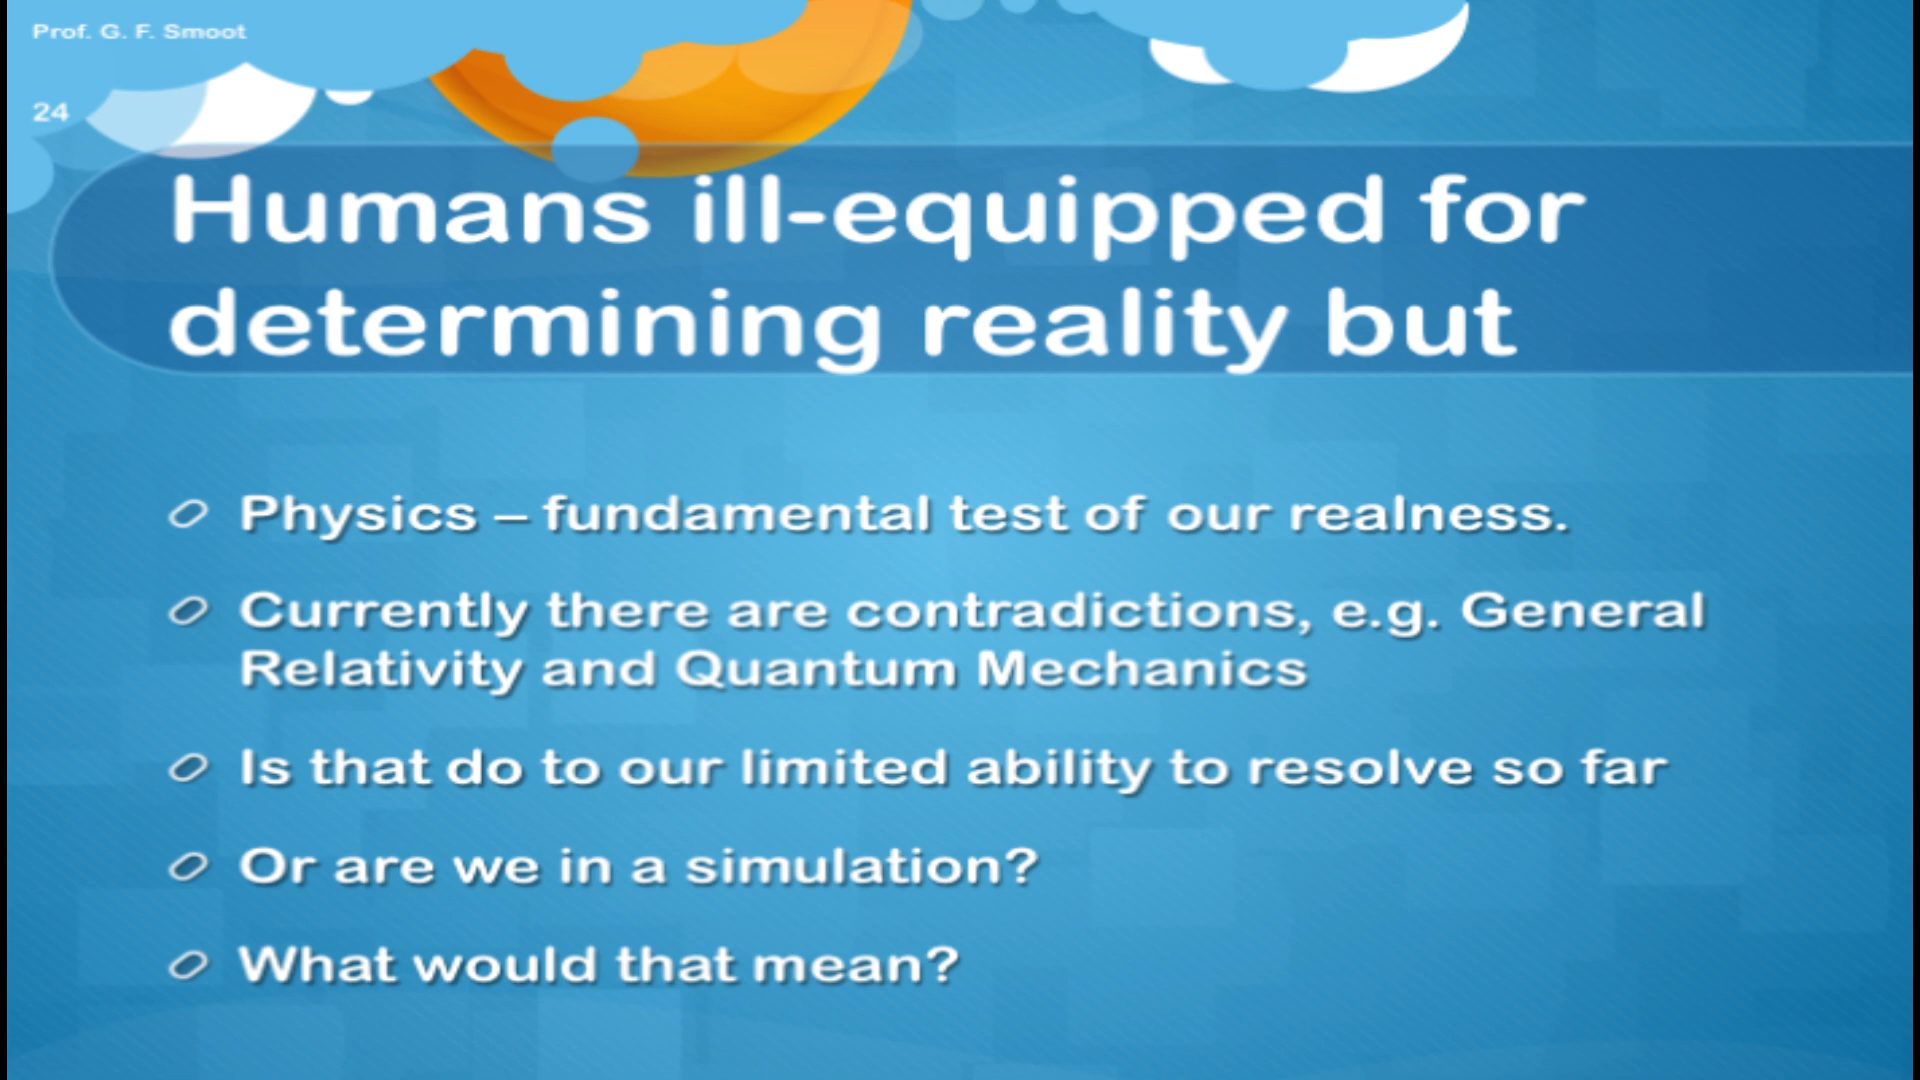 Prof. G. F. Smoot
24
Humans ill-equipped for
determining reality but
Physics – fundamental test of our realness.
Currently there are contradictions, e.g. General
Relativity and Quantum Mechanics
Is that do to our limited ability to resolve so far
Or are we in a simulation?
What would that mean?